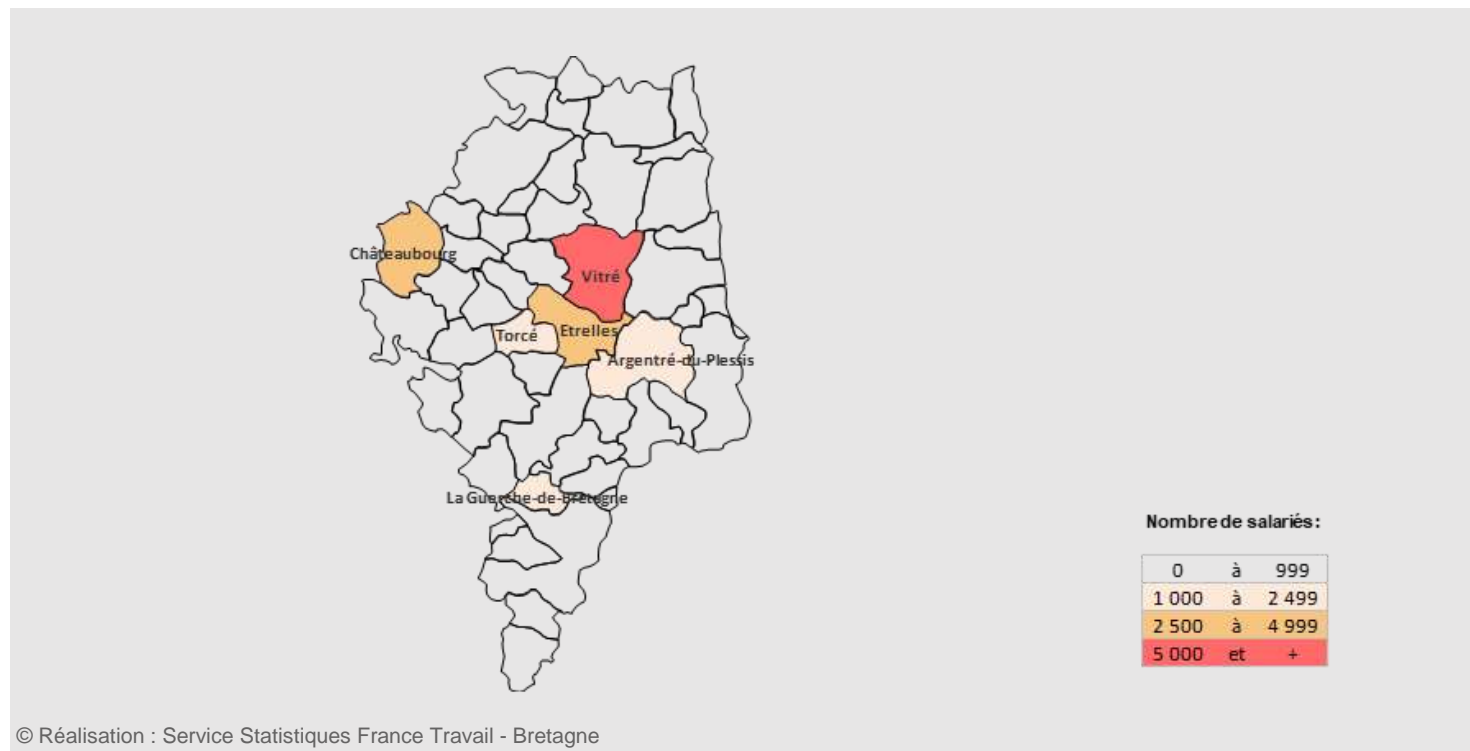 Châteaubourg
Vitré
Torcé
Etrelles
Argentré-du-Plessis
La Guerche-de-Bretagne
Nombre de salariés :
0 à 999
1 000 à 2 499
2 500 à 4 999
5 000 et +
© Réalisation : Service Statistiques France Travail - Bretagne